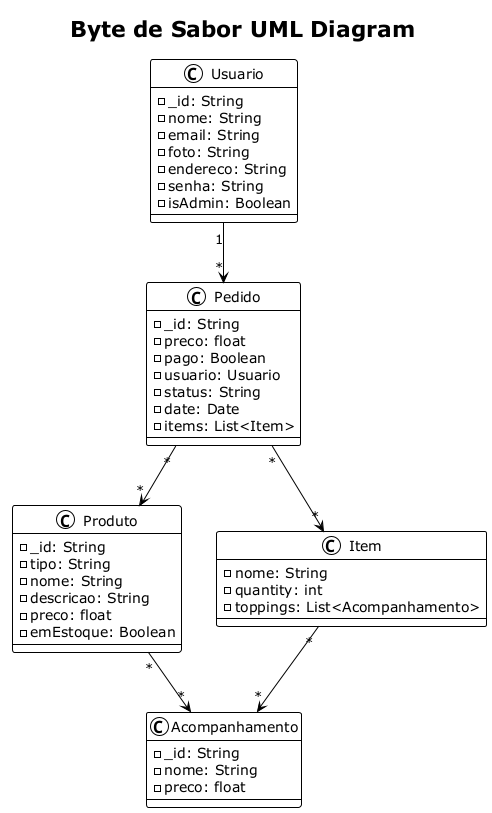 Byte de Sabor UML Diagram
C Usuario
_id: String
nome: String
email: String
foto: String
endereco: String
senha: String
isAdmin: Boolean
1
*
C Pedido
_id: String
preco: float
pago: Boolean
usuario: Usuario
status: String
date: Date
items: List<Item>
* *
* *
C Produto
_id: String
tipo: String
nome: String
descricao: String
preco: float
emEstoque: Boolean
C Item
nome: String
quantity: int
toppings: List<Acompanhamento>
* *
* *
C Acompanhamento
_id: String
nome: String
preco: float